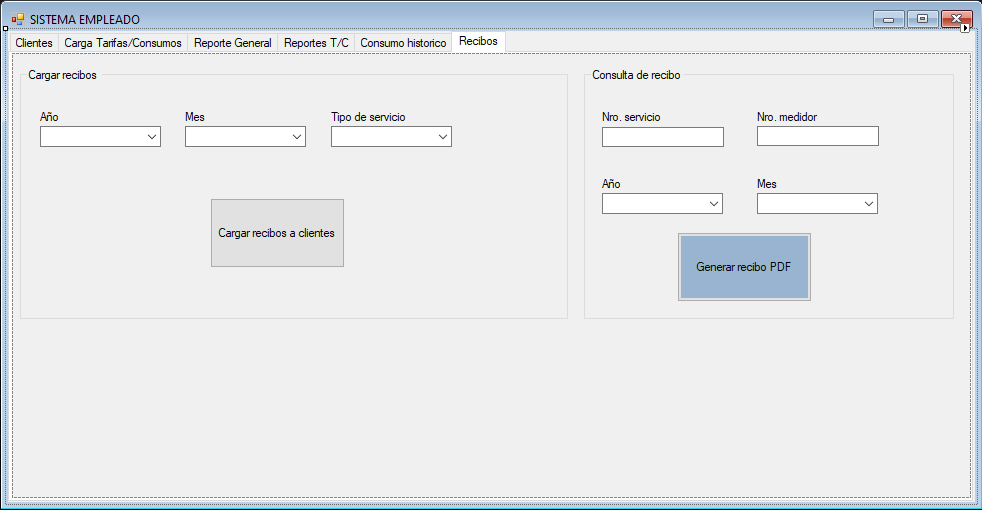 SISTEMA EMPLEADO
Clientes Carga Tarifas/Consumos Reporte General Reportes T/C Consumo historico Recibos
Cargar recibos
Año Mes Tipo de servicio
Cargar recibos a clientes
Consulta de recibo
Nro. servicio Nro. medidor
Año Mes
Generar recibo PDF